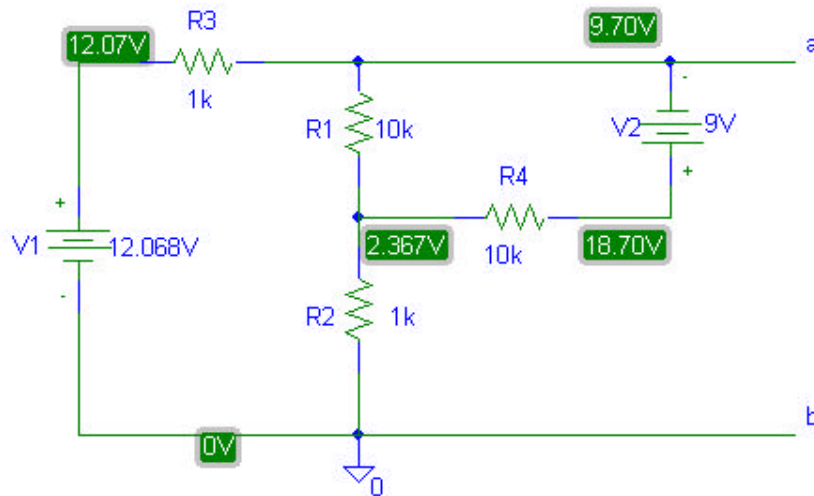 R3
12.07V
1k
9.70V
a
-
R1
10k
V2
9V
R4
+
+
V1
12.068V
2.367V
10k
18.70V
-
R2
1k
0V
b
0